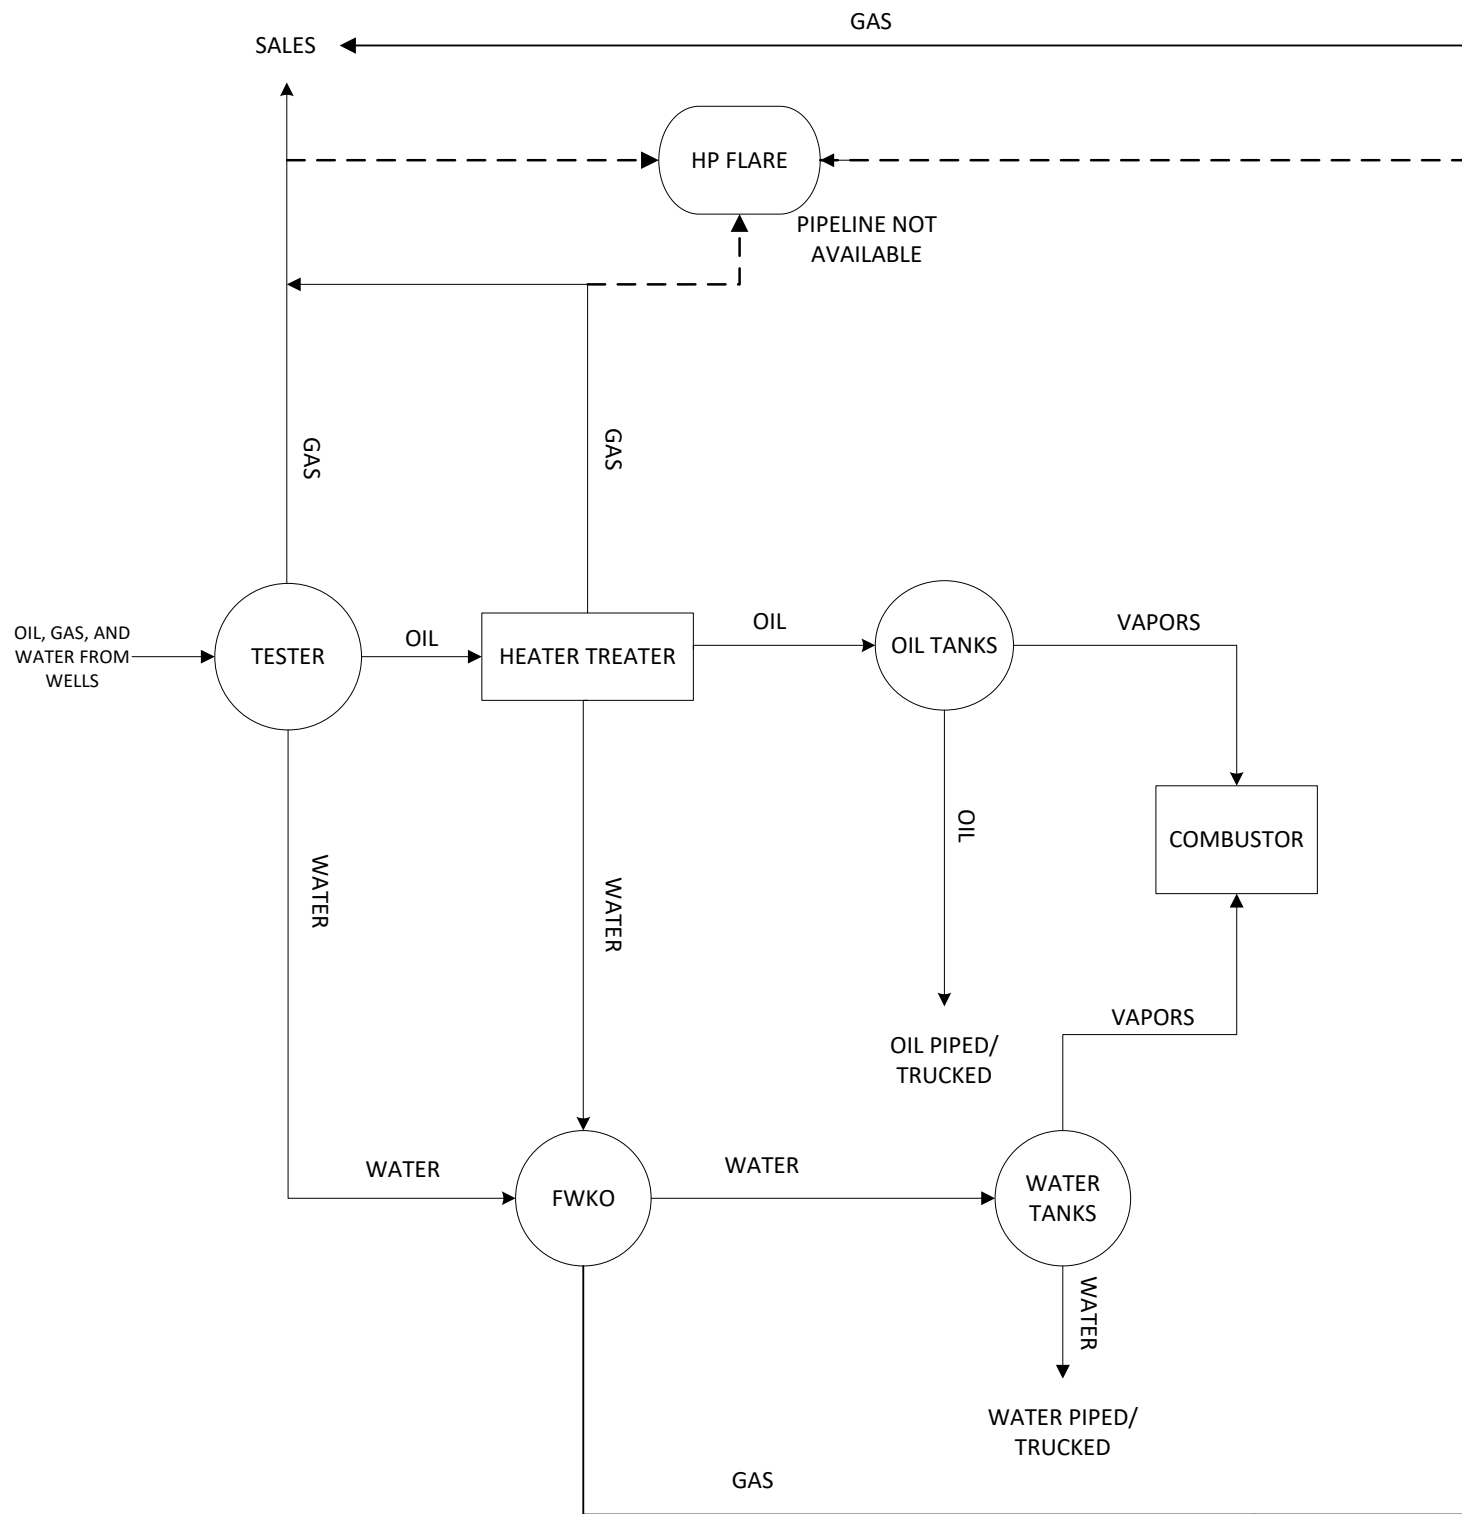 GAS
SALES
HP FLARE
PIPELINE NOT
AVAILABLE
GAS
GAS
OIL, GAS, AND
WATER FROM
WELLS
TESTER
OIL
HEATER TREATER
OIL
OIL TANKS
VAPORS
OIL
COMBUSTOR
WATER
WATER
VAPORS
OIL PIPED/
TRUCKED
WATER
FWKO
WATER
WATER
TANKS
WATER
WATER PIPED/
TRUCKED
GAS